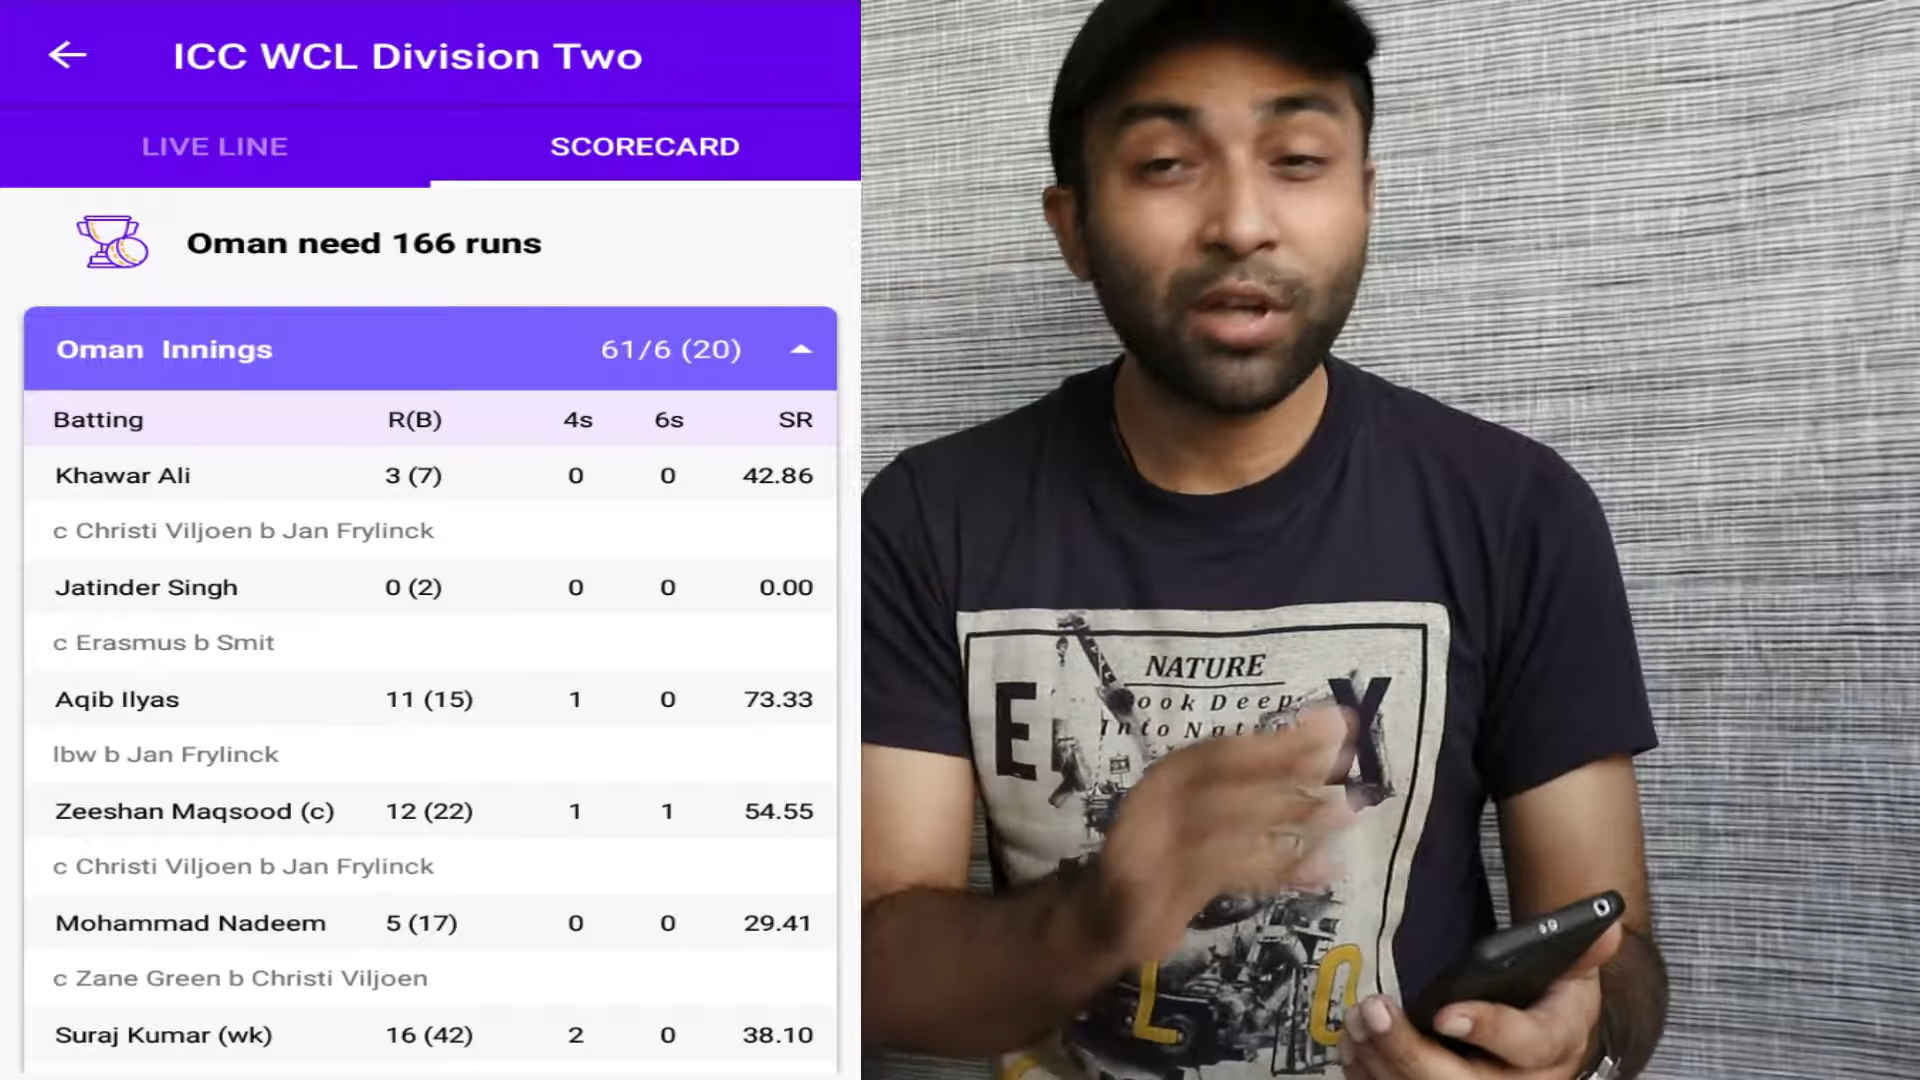 ICC WCL Division Two
LIVE LINE SCORECARD
Oman need 166 runs
Oman Innings 61/6 (20)
Batting R(B) 4s 6s SR
Khawar Ali 3 (7) 0 0 42.86
c Christi Viljoen b Jan Frylinck
Jatinder Singh 0 (2) 0 0 0.00
c Erasmus b Smit
Aqib Ilyas 11 (15) 1 0 73.33
lbw b Jan Frylinck
Zeeshan Maqsood (c) 12 (22) 1 1 54.55
c Christi Viljoen b Jan Frylinck
Mohammad Nadeem 5 (17) 0 0 29.41
c Zane Green b Christi Viljoen
Suraj Kumar (wk) 16 (42) 2 0 38.10
NATURE
Deep
Into
E X
L O